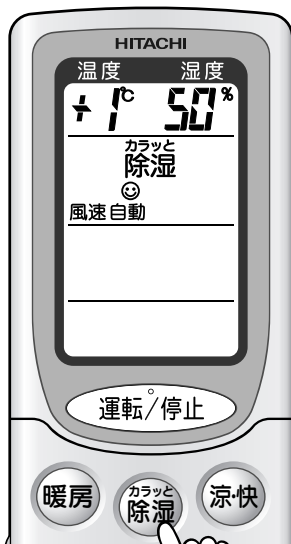 HITACHI
温度 湿度
+1℃ 50%
カラッと
除湿
風速自動
運転/停止
暖房 カラッと 除湿 涼・快